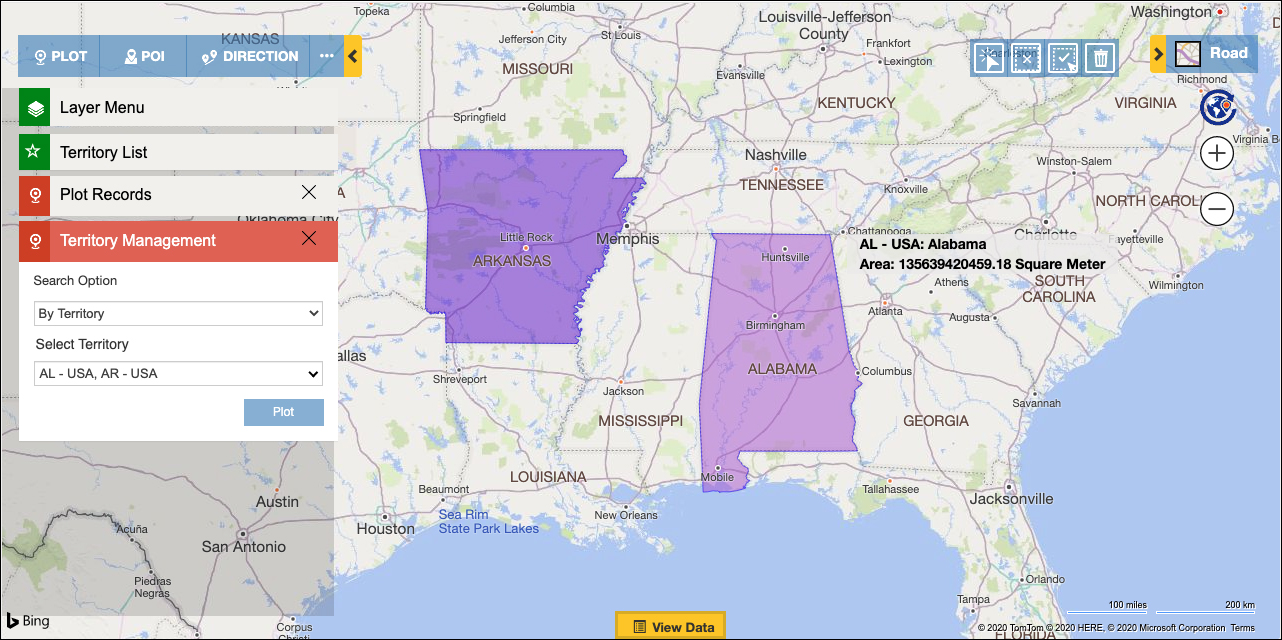 Topeka
Columbia
St Louis
Louisville-Jefferson
County
Washington
KANSAS
Jefferson City
Frankfort
PLOT
POI
DIRECTION
...
Road
MISSOURI
Evansville
Lexington
Richmond
Layer Menu
KENTUCKY
VIRGINIA
Springfield
Virginia B
Territory List
Nashville
Winston-Salem
Plot Records
TENNESSEE
Knoxville
NORTH CAROLI
Oklahoma City
Territory Management
Little Rock
Memphis
Chattanooga
Charlotte
Fayetteville
ARKANSAS
Huntsville
AL - USA: Alabama
Area: 135639420459.18 Square Meter
Search Option
Athens
SOUTH
CAROLINA
Wilmington
By Territory
Atlanta
Augusta
Birmingham
Select Territory
allas
AL - USA, AR - USA
Shreveport
ALABAMA
Columbus
Jackson
Savannah
Plot
MISSISSIPPI
GEORGIA
LOUISIANA
Mobile
Beaumont
Tallahassee
Jacksonville
Austin
Sea Rim
State Park Lakes
New Orleans
Houston
Acuña
San Antonio
Piedras
Negras
Orlando
Tampa
100 miles
200 km
Bing
Corpus
Christi
View Data
© 2020 TomTom © 2020 HERE, © 2020 Microsoft Corporation Terms
FLORIDA